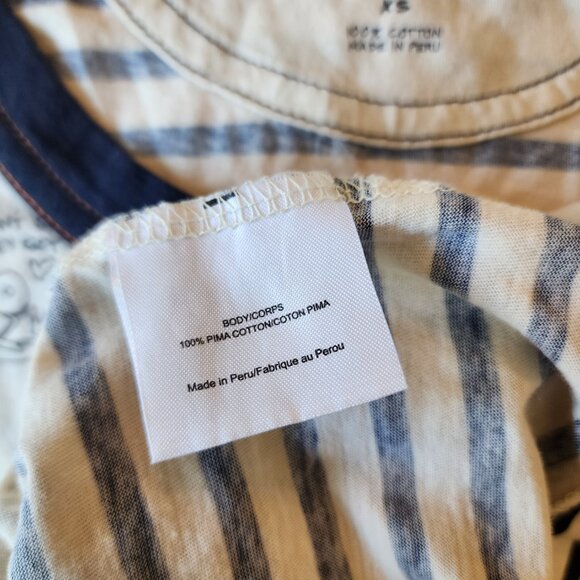 XS
100% COTTON
MADE IN PERU
BODY/CORPS
100% PIMA COTTON/COTON PIMA
Made in Peru/Fabrique au Perou